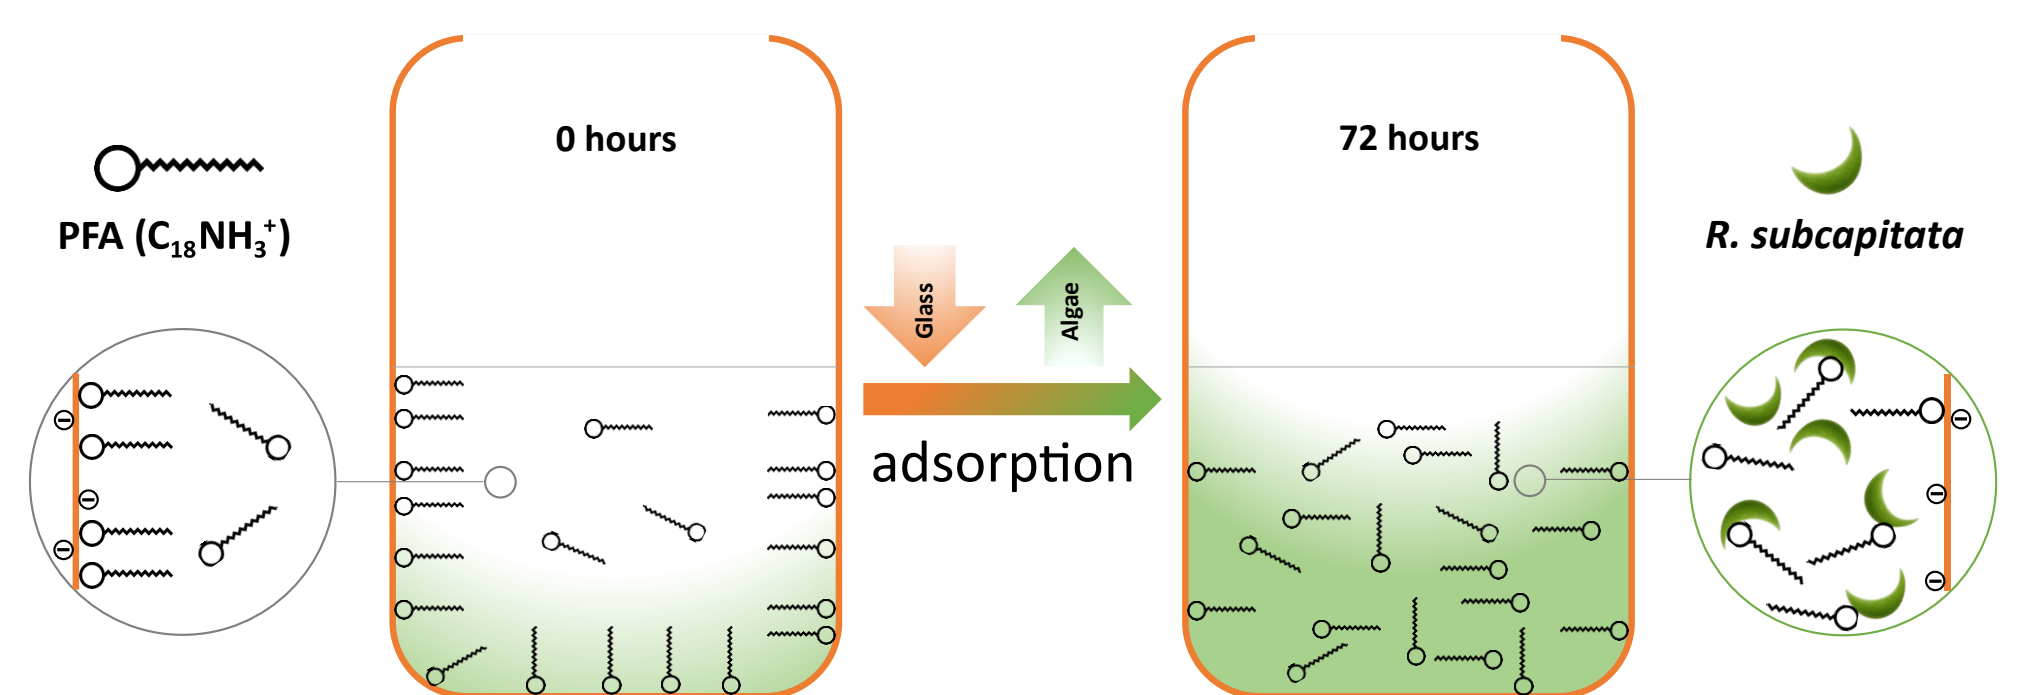 0 hours
72 hours
PFA (C₁₈NH₃⁺)
R. subcapitata
Glass
Algae
adsorption